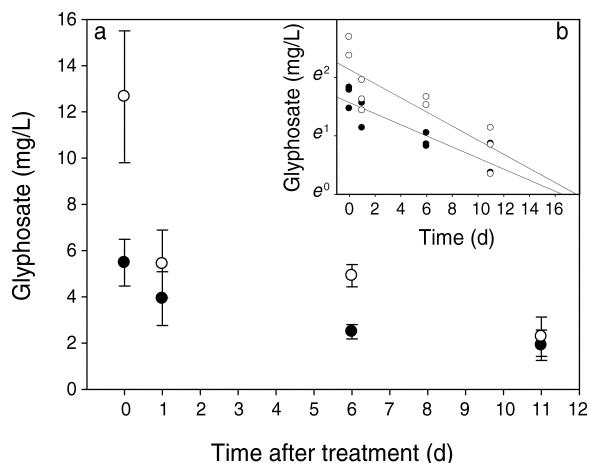 a
Glyphosate (mg/L)
16
14
12
10
8
6
4
2
0
0 1 2 3 4 5 6 7 8 9 10 11 12
Time after treatment (d)
b
Glyphosate (mg/L)
e²
e¹
e⁰
0 2 4 6 8 10 12 14 16
Time (d)